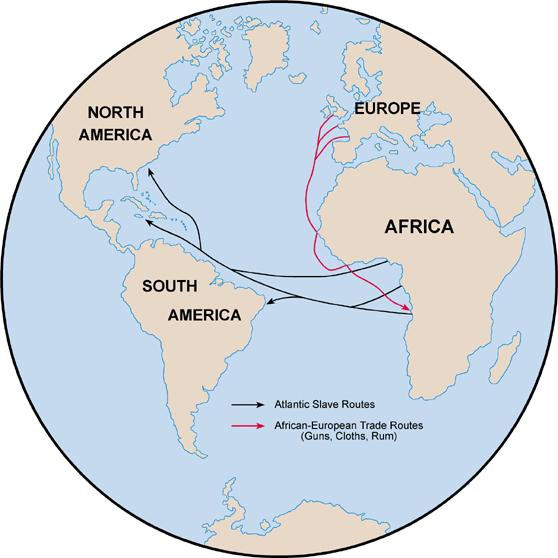 NORTH
AMERICA
EUROPE
AFRICA
SOUTH
AMERICA
Atlantic Slave Routes
African-European Trade Routes
(Guns, Cloths, Rum)